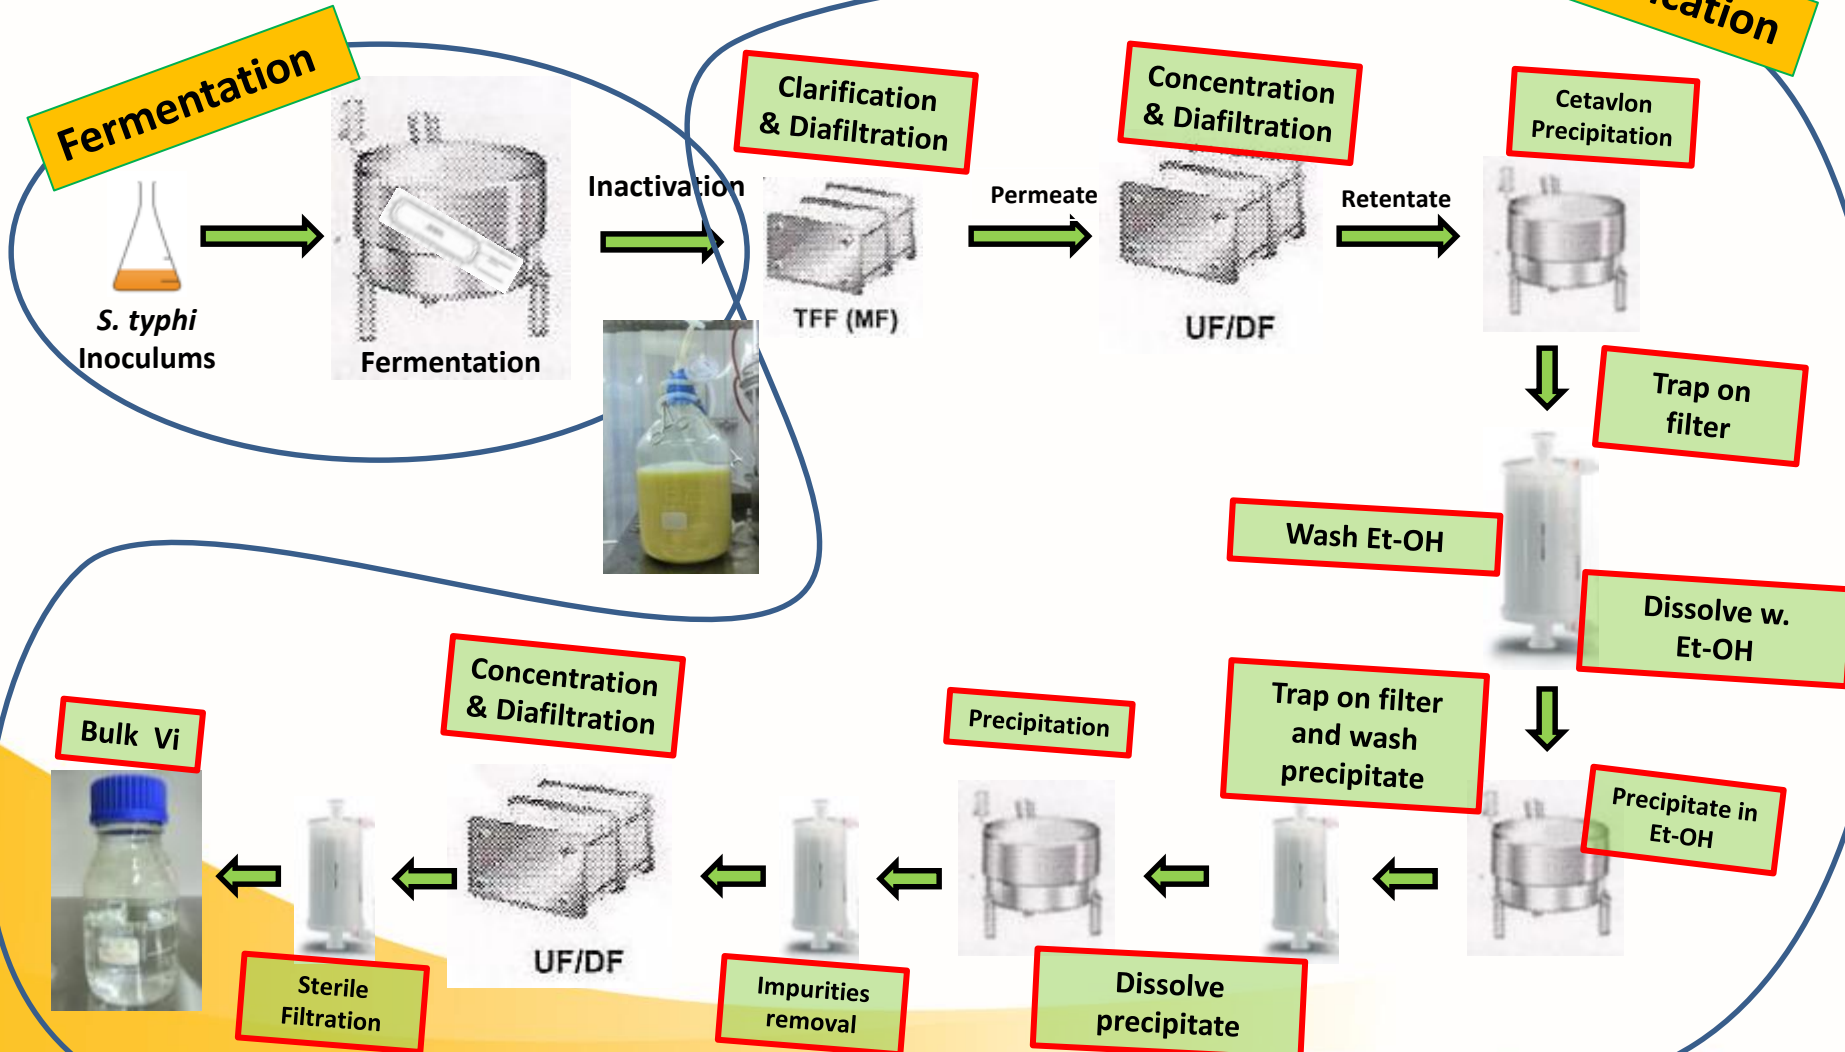 Fermentation
Clarification
& Diafiltration
Concentration
& Diafiltration
Cetavlon
Precipitation
Inactivation
Permeate
Retentate
S. typhi
Inoculums
Fermentation
TFF (MF)
UF/DF
Trap on
filter
Wash Et-OH
Dissolve w.
Et-OH
Precipitate in
Et-OH
Trap on filter
and wash
precipitate
Precipitation
Dissolve
precipitate
Impurities
removal
Concentration
& Diafiltration
UF/DF
Sterile
Filtration
Bulk Vi